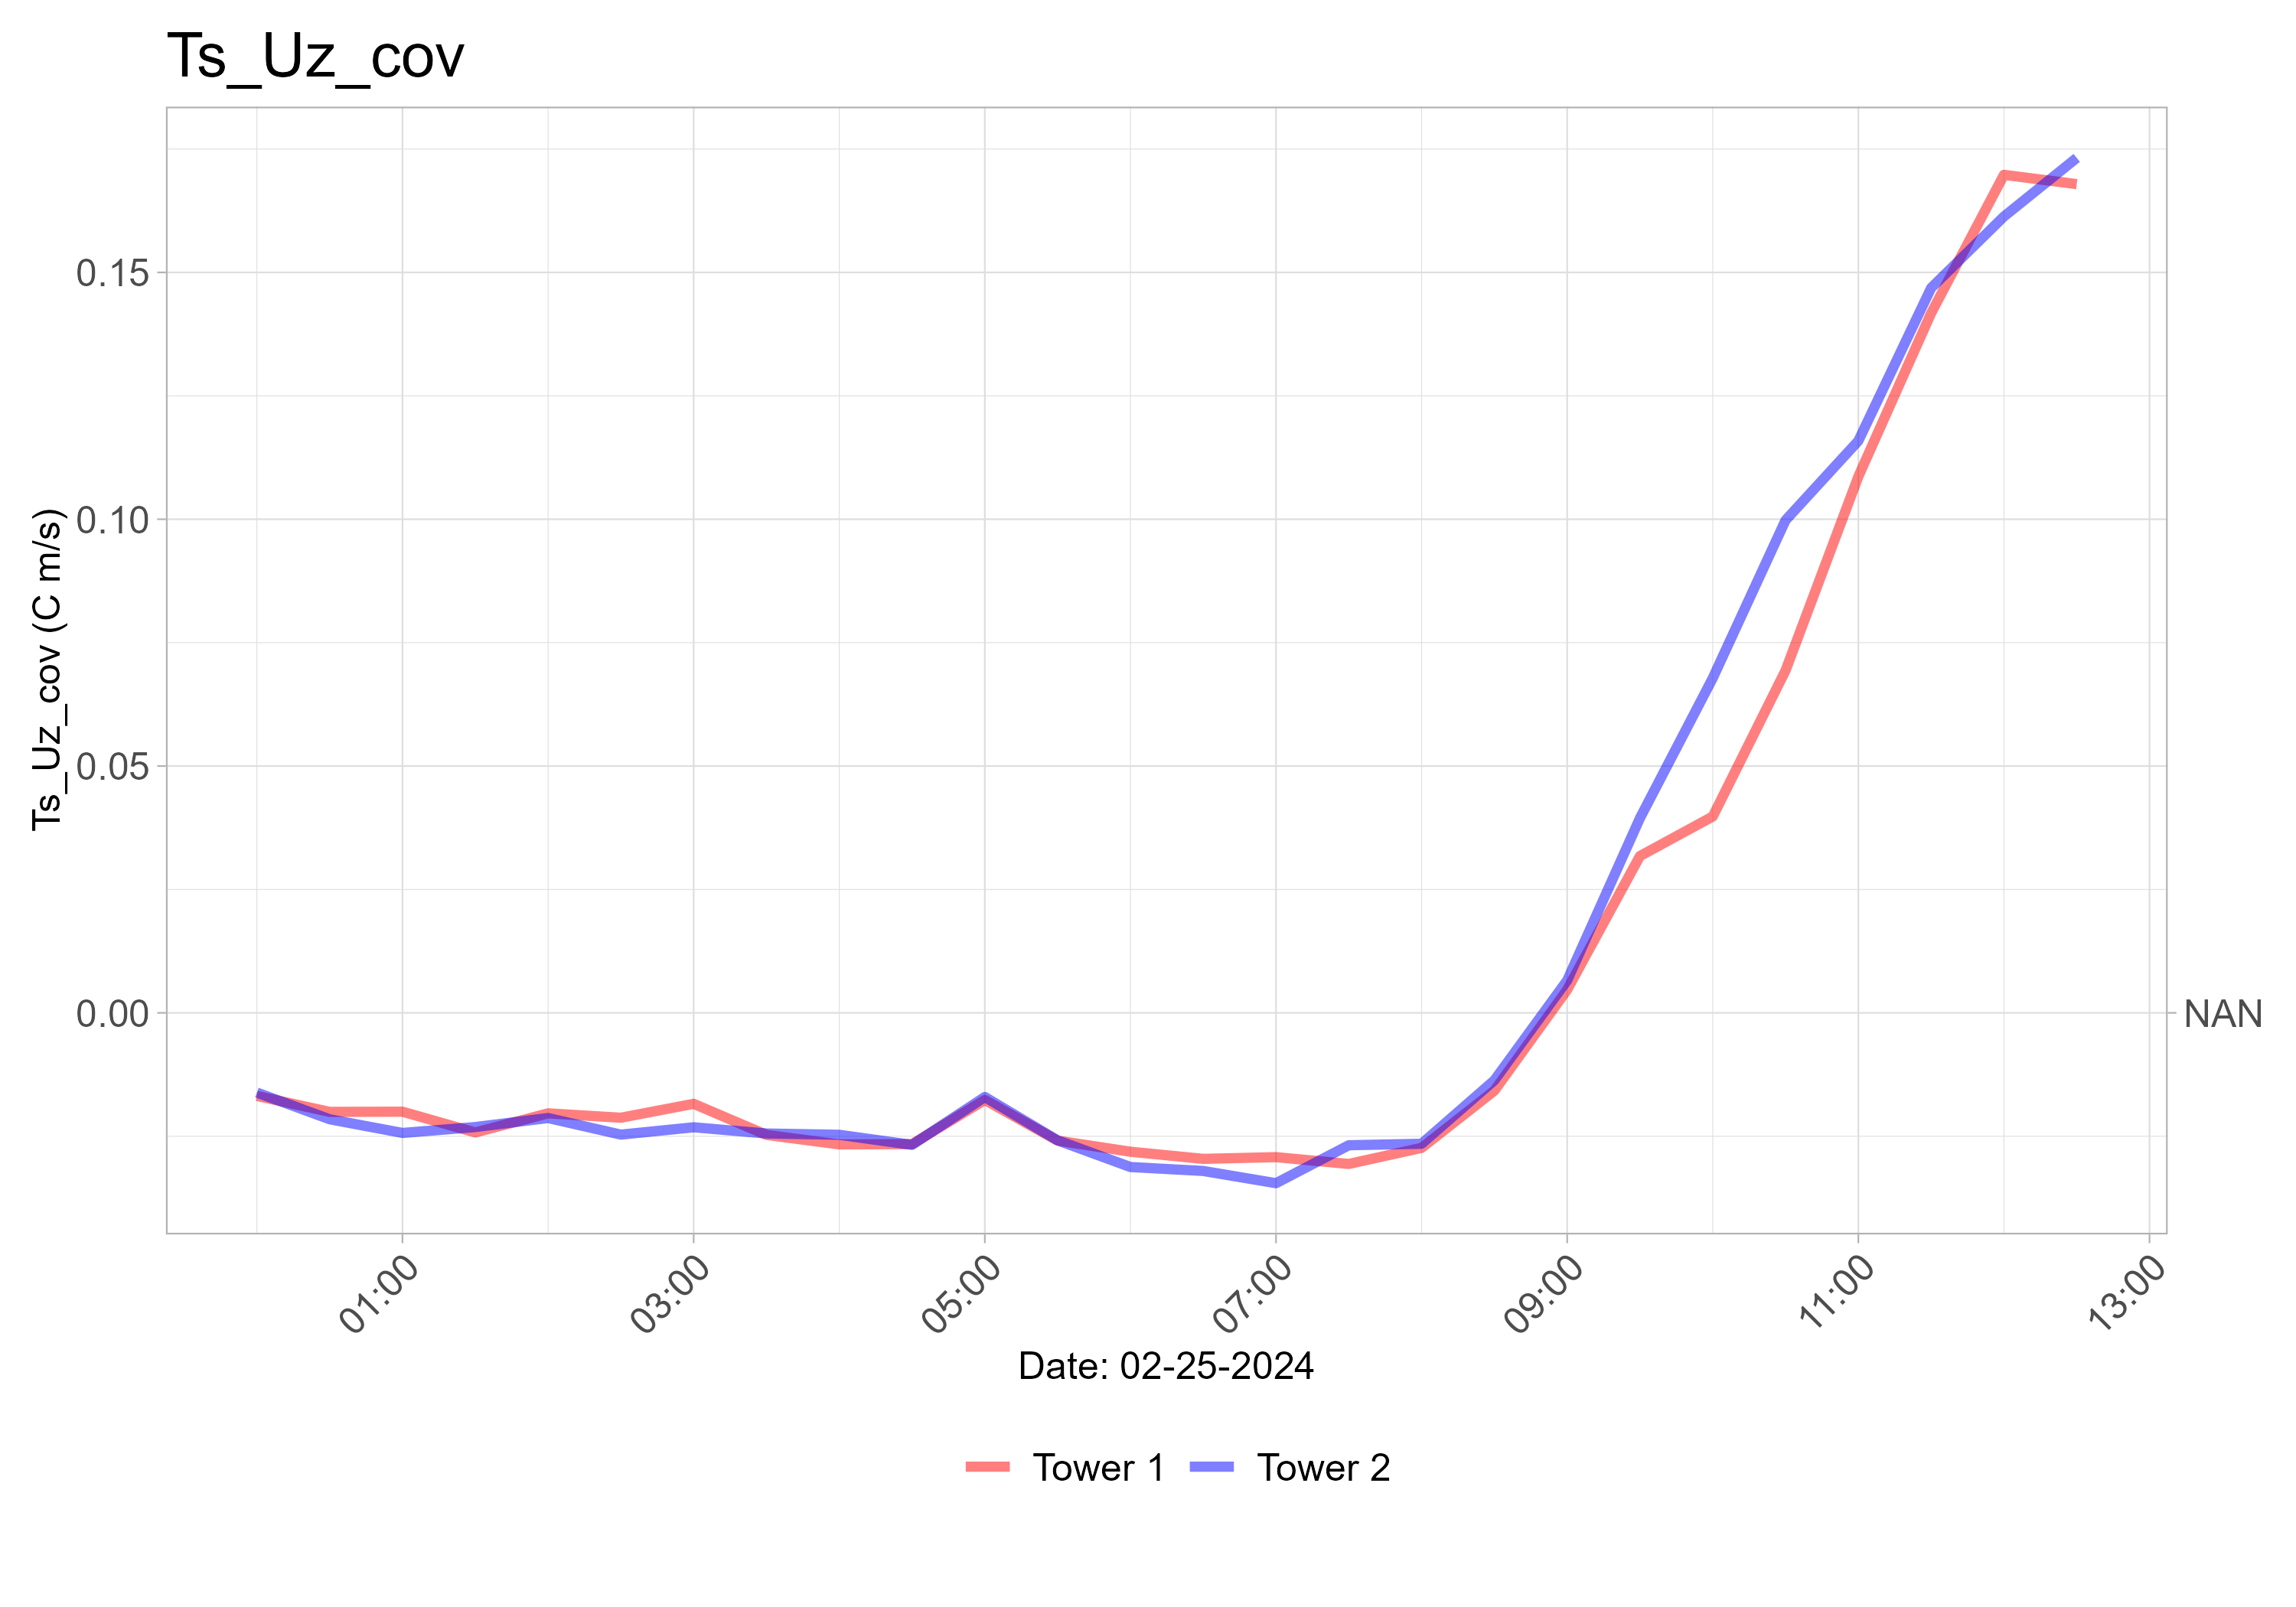 Ts_Uz_cov
Ts_Uz_cov (C m/s)
0.15
0.10
0.05
0.00
NAN
01:00
03:00
05:00
07:00
09:00
11:00
13:00
Date: 02-25-2024
Tower 1
Tower 2